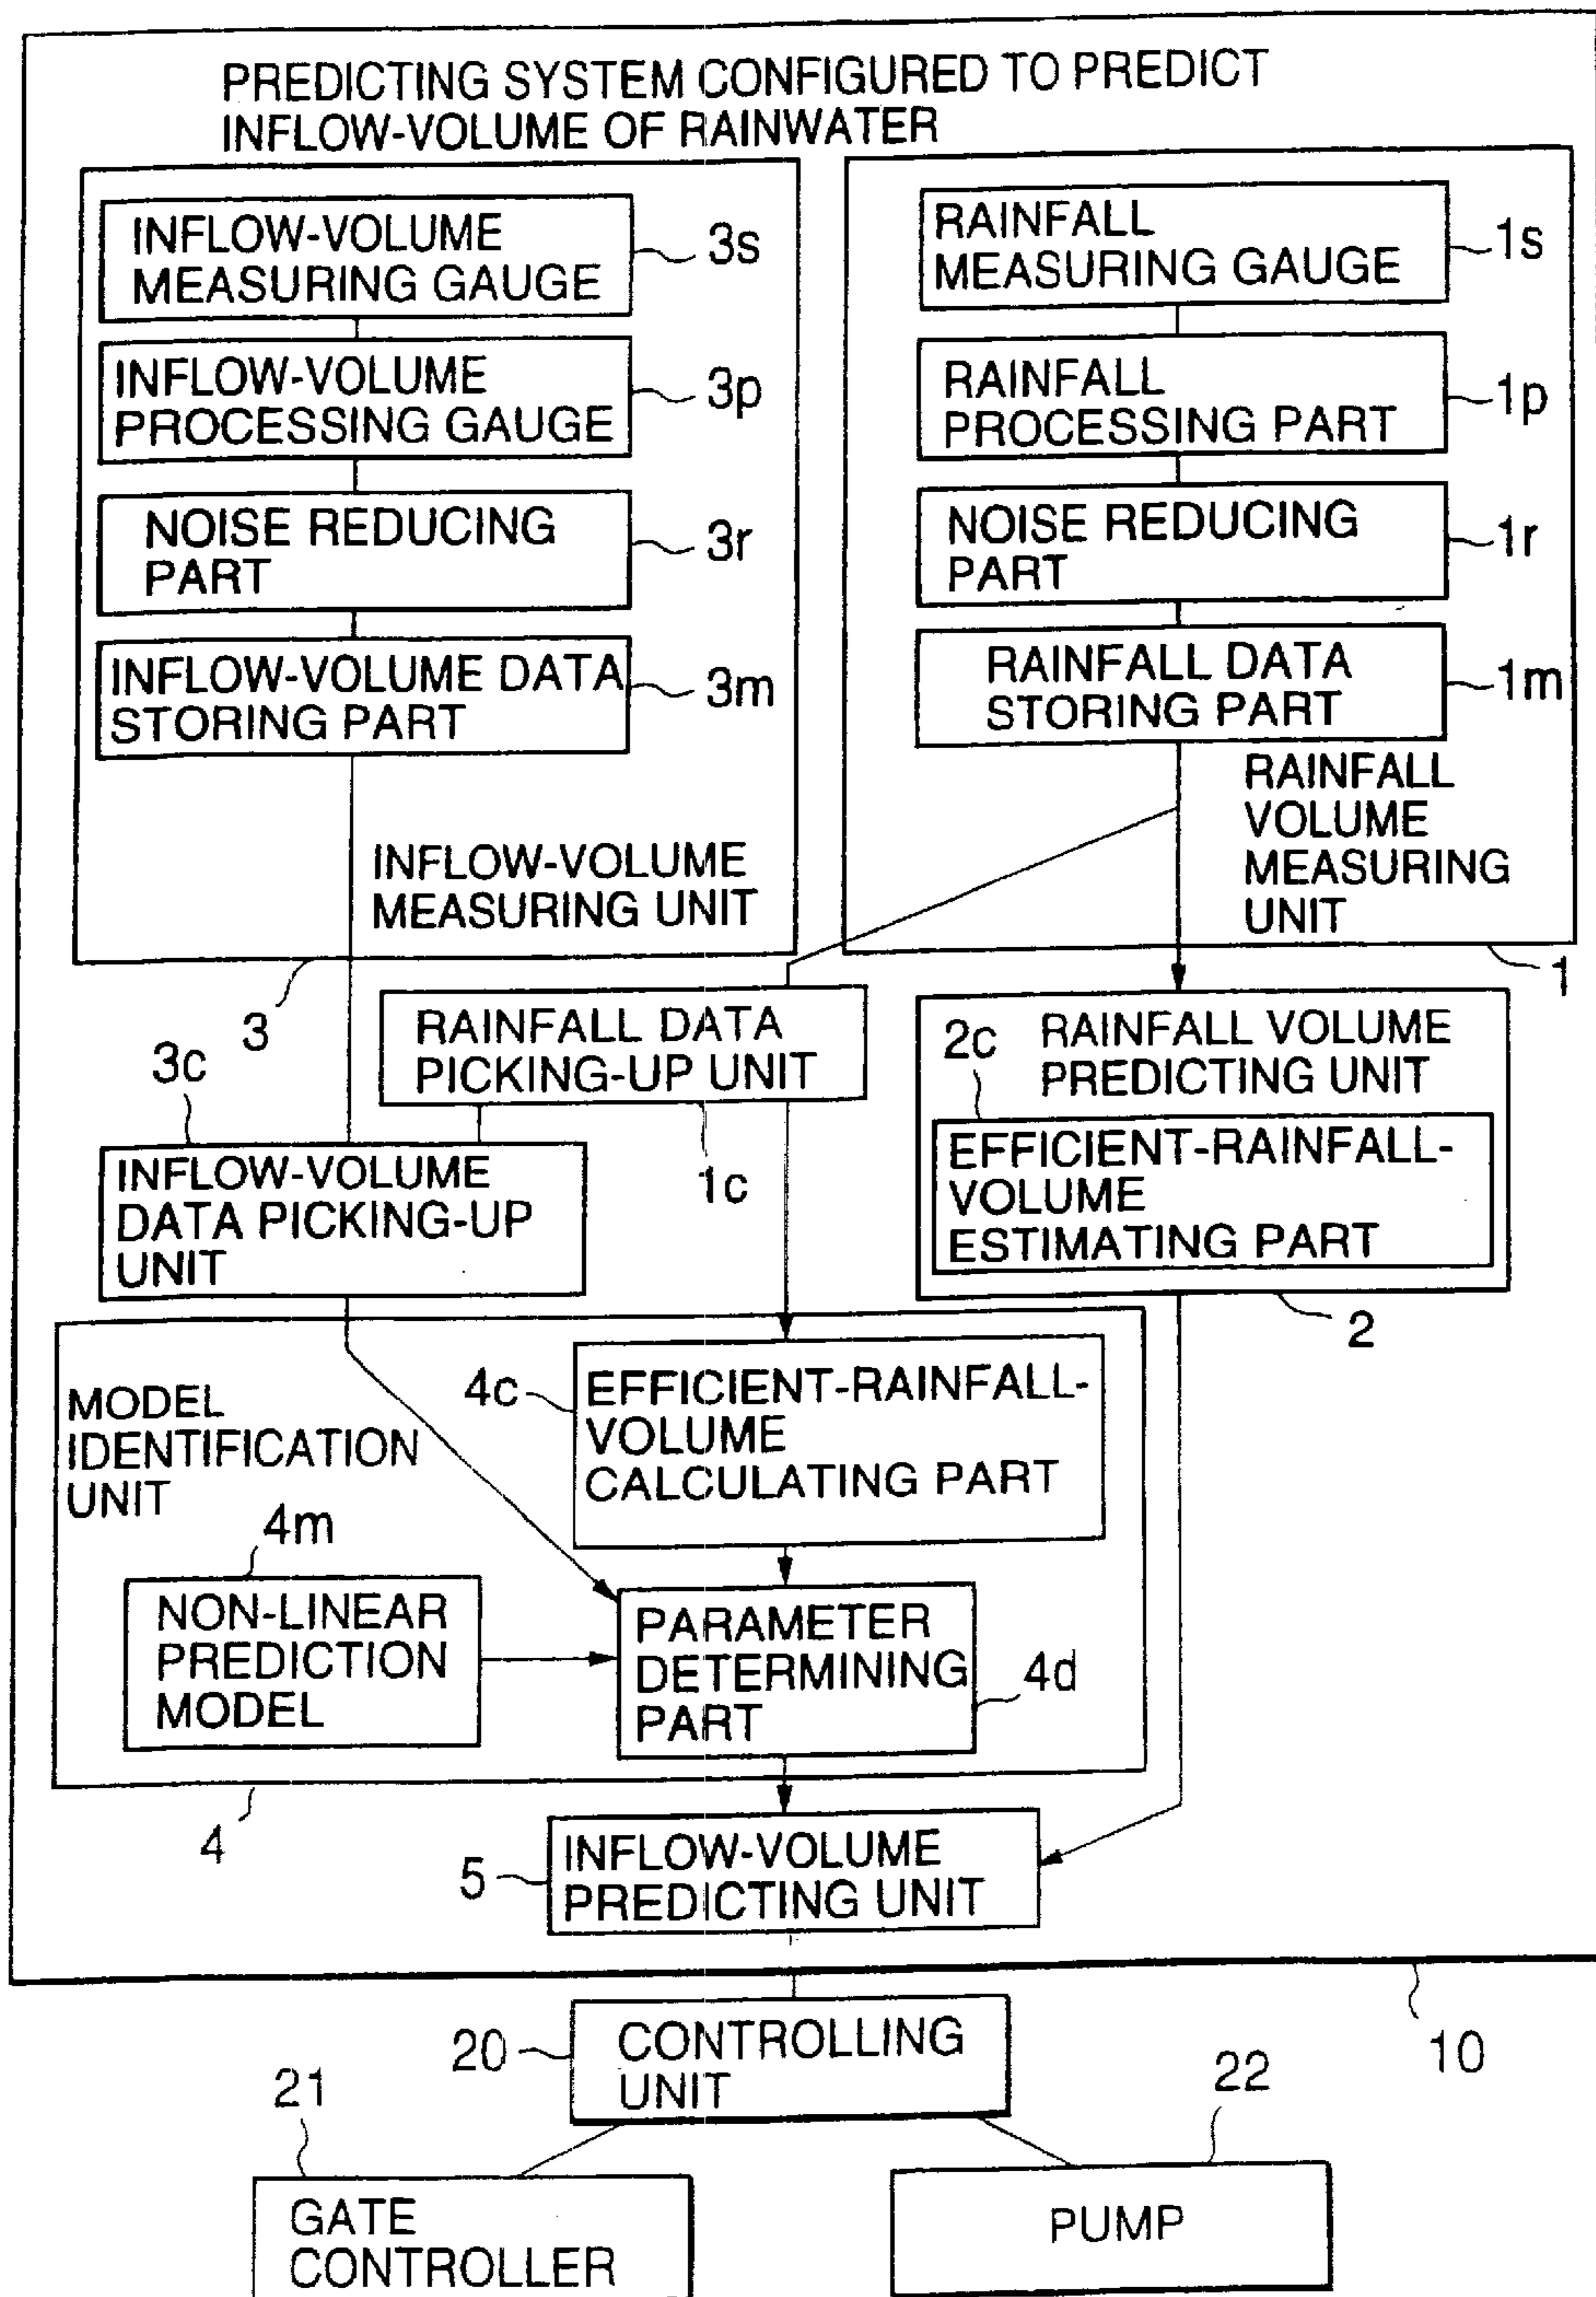 PREDICTING SYSTEM CONFIGURED TO PREDICT
INFLOW-VOLUME OF RAINWATER
INFLOW-VOLUME
MEASURING GAUGE
3s
INFLOW-VOLUME
PROCESSING GAUGE
3p
NOISE REDUCING
PART
3r
INFLOW-VOLUME DATA
STORING PART
3m
INFLOW-VOLUME
MEASURING UNIT
3
RAINFALL
MEASURING GAUGE
1s
RAINFALL
PROCESSING PART
1p
NOISE REDUCING
PART
1r
RAINFALL DATA
STORING PART
1m
RAINFALL
VOLUME
MEASURING
UNIT
1
RAINFALL DATA
PICKING-UP UNIT
1c
3c
INFLOW-VOLUME
DATA PICKING-UP
UNIT
2c
RAINFALL VOLUME
PREDICTING UNIT
EFFICIENT-RAINFALL-
VOLUME
ESTIMATING PART
2
MODEL
IDENTIFICATION
UNIT
4c
EFFICIENT-RAINFALL-
VOLUME
CALCULATING PART
4m
NON-LINEAR
PREDICTION
MODEL
PARAMETER
DETERMINING
PART
4d
4
5
INFLOW-VOLUME
PREDICTING UNIT
10
20
CONTROLLING
UNIT
21
GATE
CONTROLLER
22
PUMP